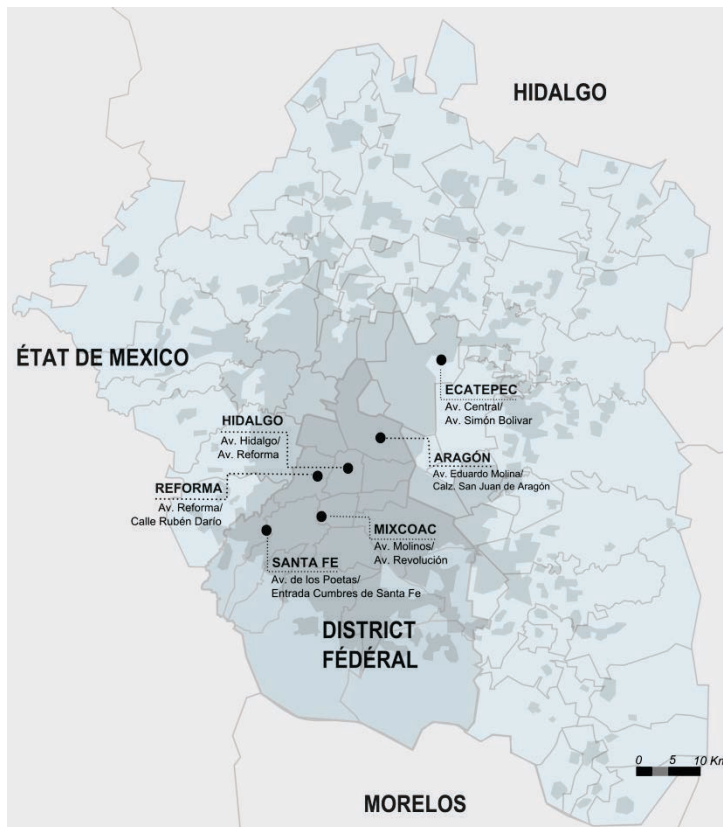 HIDALGO
ÉTAT DE MEXICO
ECATEPEC
Av. Central/
Av. Simón Bolivar
HIDALGO
Av. Hidalgo/
Av. Reforma
ARAGÓN
Av. Eduardo Molina/
Calz. San Juan de Aragón
REFORMA
Av. Reforma/
Calle Rubén Darío
MIXCOAC
Av. Molinos/
Av. Revolución
SANTA FE
Av. de los Poetas/
Entrada Cumbres de Santa Fe
DISTRICT
FÉDÉRAL
0 5 10 Km
MORELOS